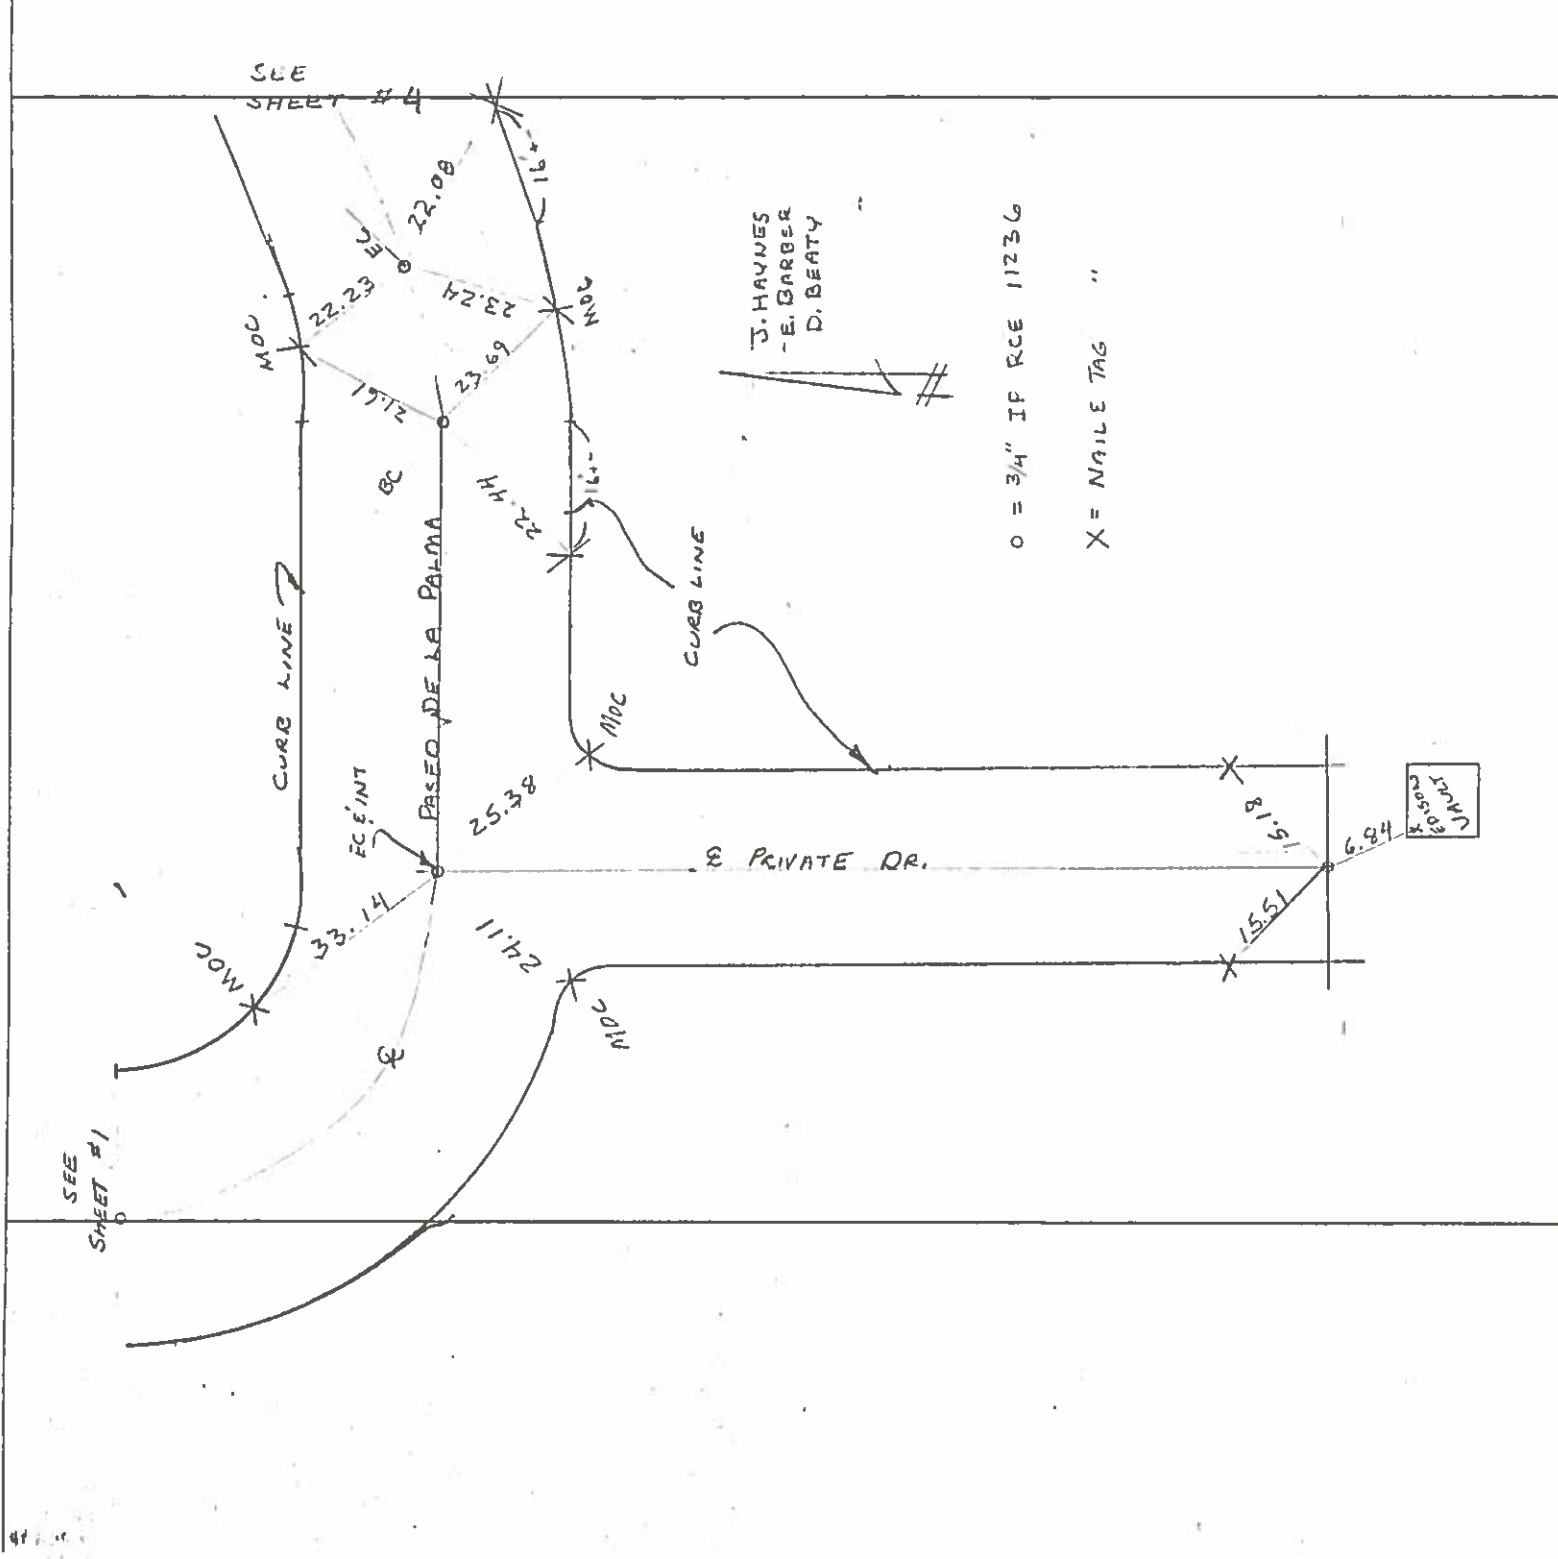 SEE
SHEET #4
22.08
16±
EC
22.23
23.24
MOC
MOC
23.69
21.61
BC
22.44
16±
J. HAYNES
E. BARBER
D. BEATY
O = 3/4" IF RCE 11236
X = NAIL E TAG "
CURB LINE
PASEO DE LA PALMA
CURB LINE
EC & INT
MOC
25.38
℄ PRIVATE DR.
15.18
6.84
X
EDISON
VAULT
15.51
33.14
24.11
MOC
MOC
℄
SEE
SHEET #1